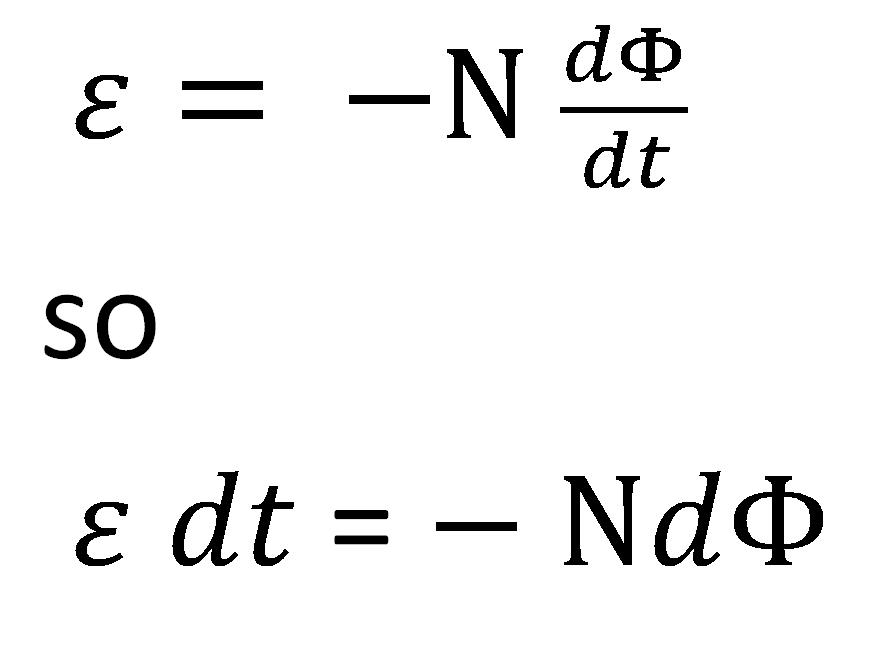 ε = −N dΦ/dt
so
ε dt = − NdΦ